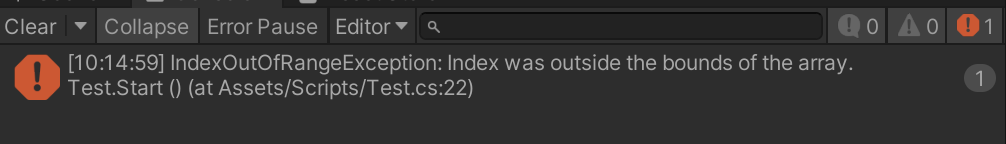 Clear Collapse Error Pause Editor 0 0 1
[10:14:59] IndexOutOfRangeException: Index was outside the bounds of the array.
Test.Start () (at Assets/Scripts/Test.cs:22)
1